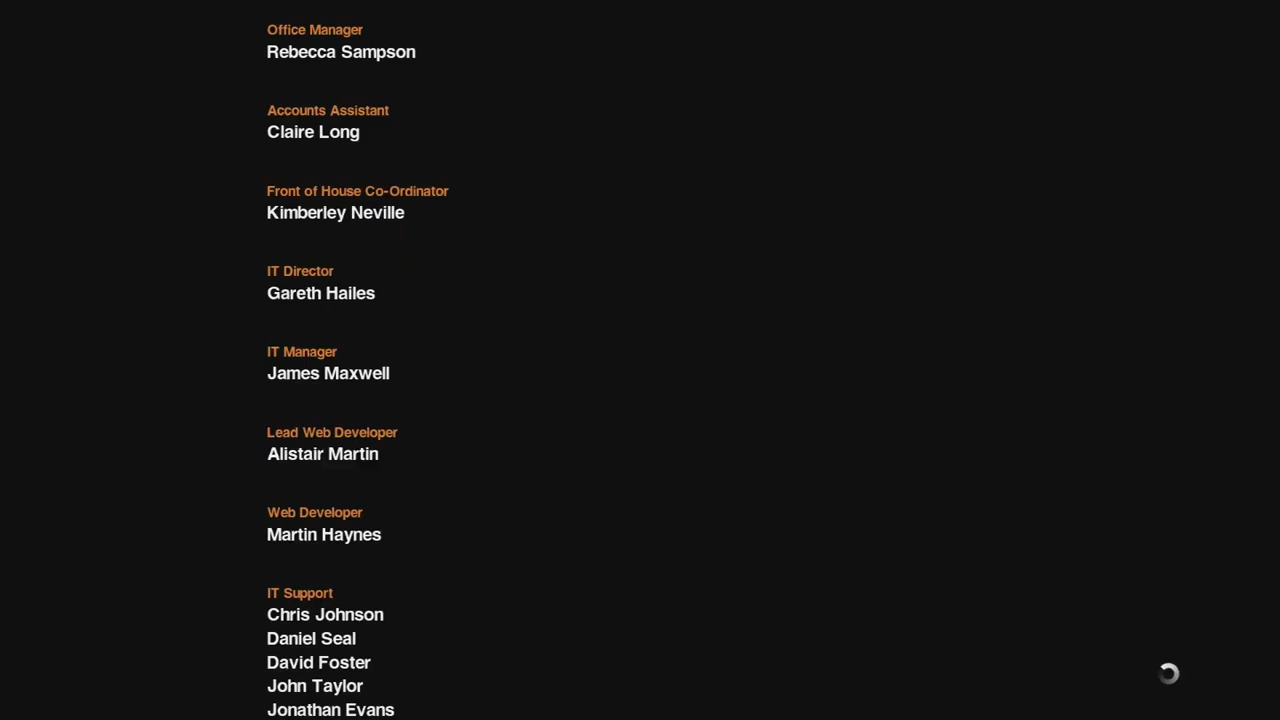 Office Manager
Rebecca Sampson
Accounts Assistant
Claire Long
Front of House Co-Ordinator
Kimberley Neville
IT Director
Gareth Hailes
IT Manager
James Maxwell
Lead Web Developer
Alistair Martin
Web Developer
Martin Haynes
IT Support
Chris Johnson
Daniel Seal
David Foster
John Taylor
Jonathan Evans